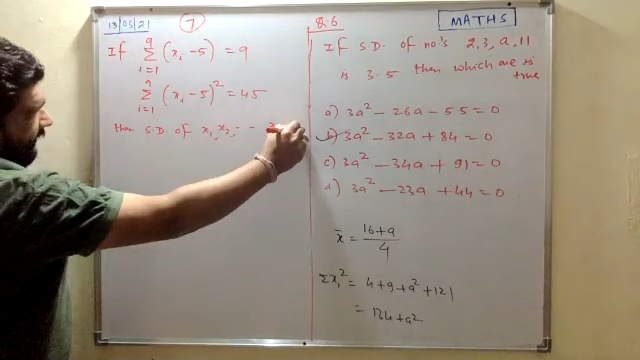 13/05/21
7
If 9 Σ i=1 (xᵢ - 5) = 9
9 Σ i=1 (xᵢ - 5)² = 45
then S.D. of x₁, x₂, - -
8.6
MATHS
If S.D. of no's 2, 3, a, 11
is 3.5 then which are is true
a) 3a² - 26a - 55 = 0
b) 3a² - 32a + 84 = 0
c) 3a² - 34a + 91 = 0
d) 3a² - 23a + 44 = 0
x̄ = 16+a / 4
Σxᵢ² = 4 + 9 + a² + 121
= 134 + a²